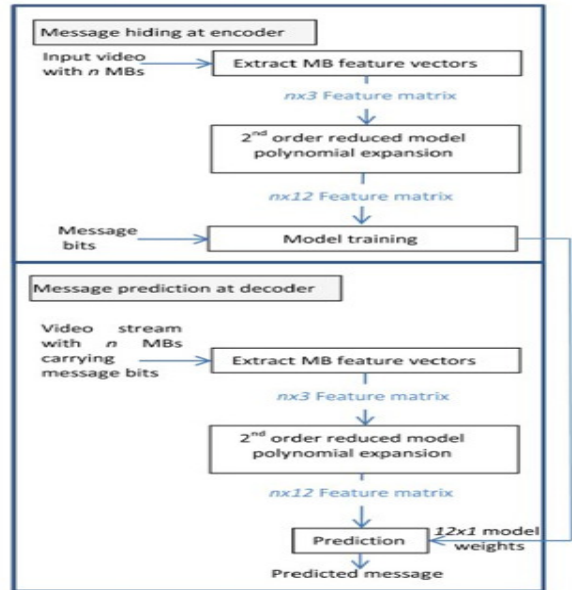 Message hiding at encoder
Input video
with n MBs
Extract MB feature vectors
nx3 Feature matrix
2nd order reduced model
polynomial expansion
nx12 Feature matrix
Message
bits
Model training
Message prediction at decoder
Video stream
with n MBs
carrying
message bits
Extract MB feature vectors
nx3 Feature matrix
2nd order reduced model
polynomial expansion
nx12 Feature matrix
Prediction
12x1 model
weights
Predicted message